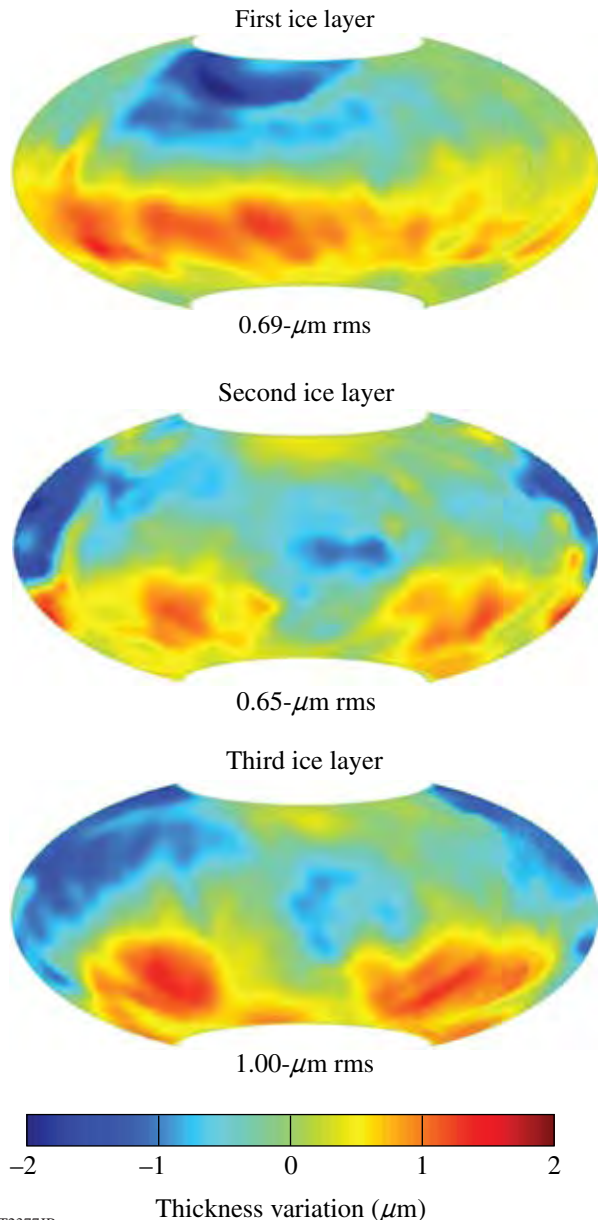 First ice layer
0.69-μm rms
Second ice layer
0.65-μm rms
Third ice layer
1.00-μm rms
–2 –1 0 1 2
Thickness variation (μm)